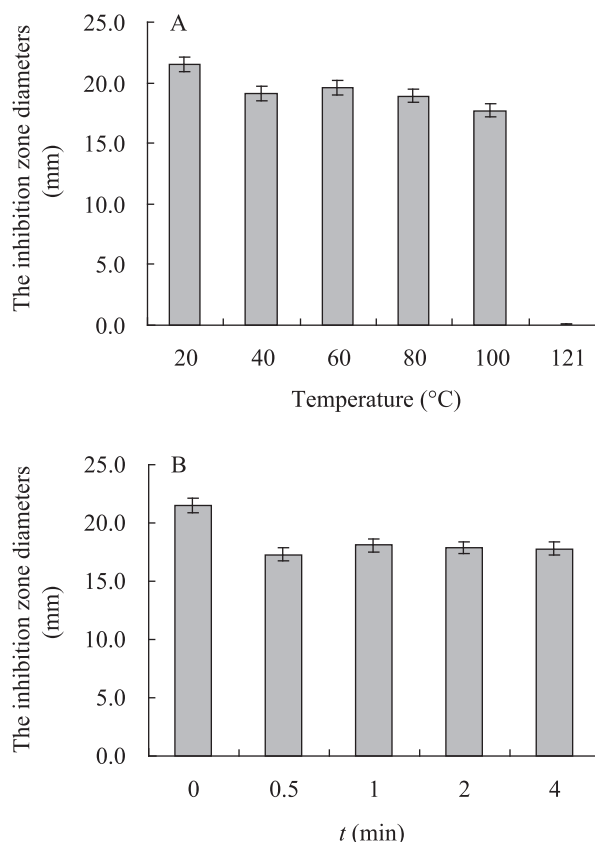 A
The inhibition zone diameters
(mm)
25.0
20.0
15.0
10.0
5.0
0.0
20 40 60 80 100 121
Temperature (°C)
B
The inhibition zone diameters
(mm)
25.0
20.0
15.0
10.0
5.0
0.0
0 0.5 1 2 4
t (min)